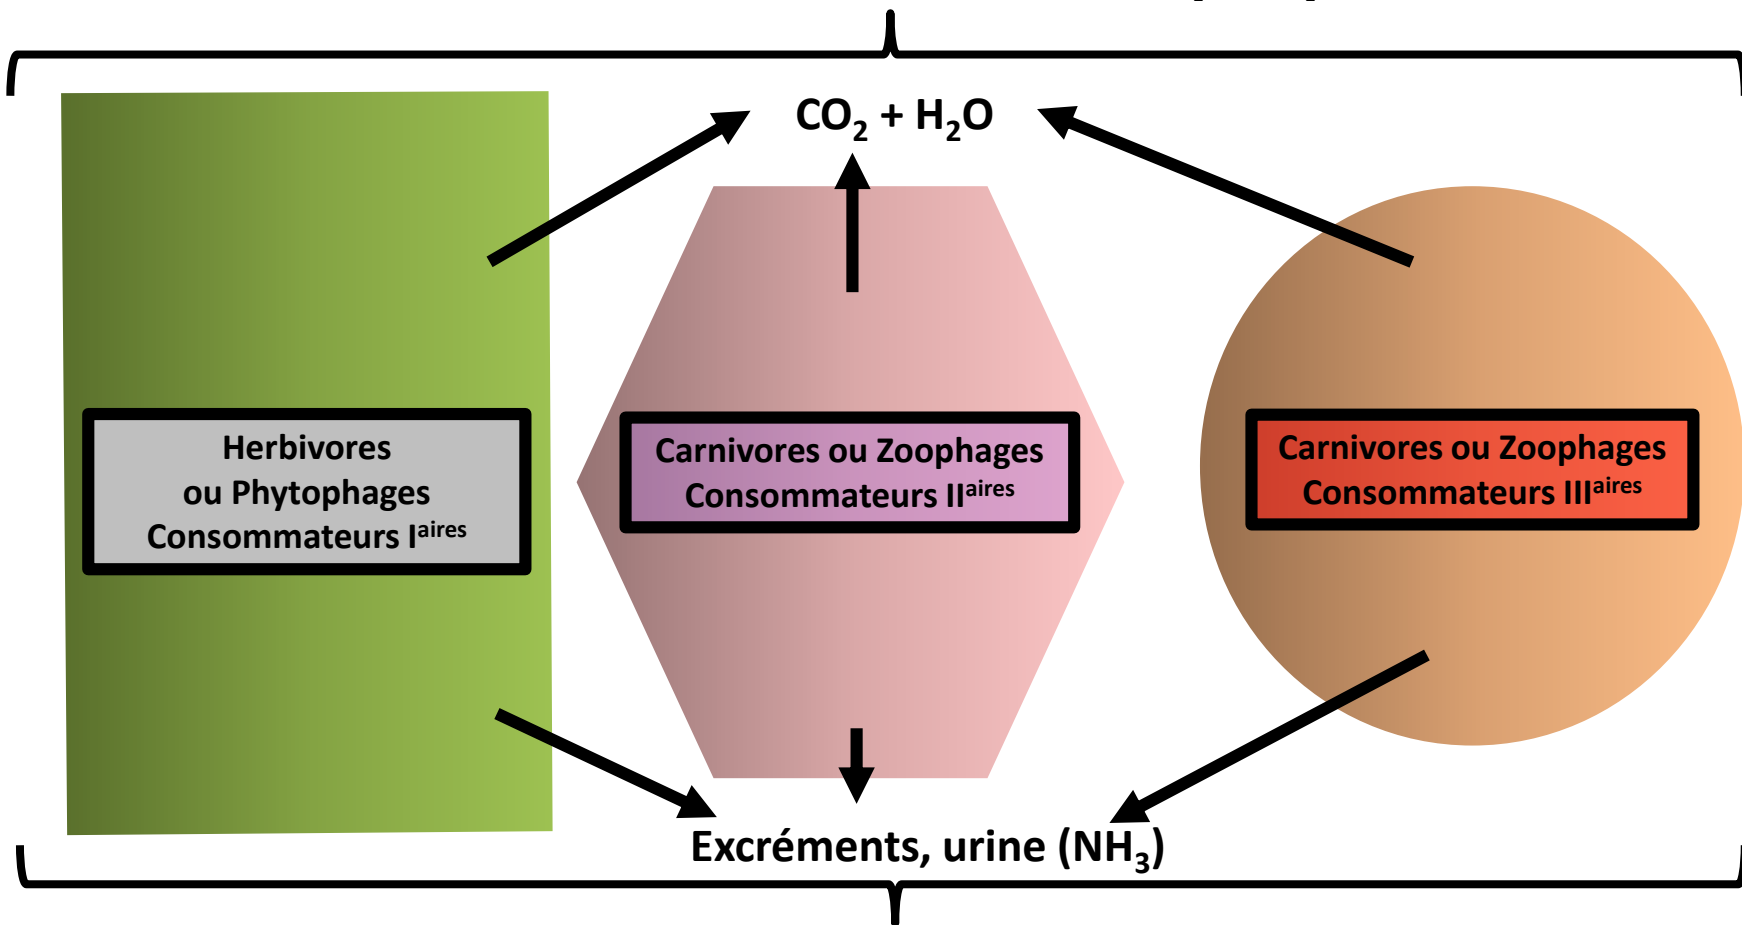 CO₂ + H₂O
Herbivores
ou Phytophages
Consommateurs Iᵃⁱʳᵉˢ
Carnivores ou Zoophages
Consommateurs IIᵃⁱʳᵉˢ
Carnivores ou Zoophages
Consommateurs IIIᵃⁱʳᵉˢ
Excréments, urine (NH₃)